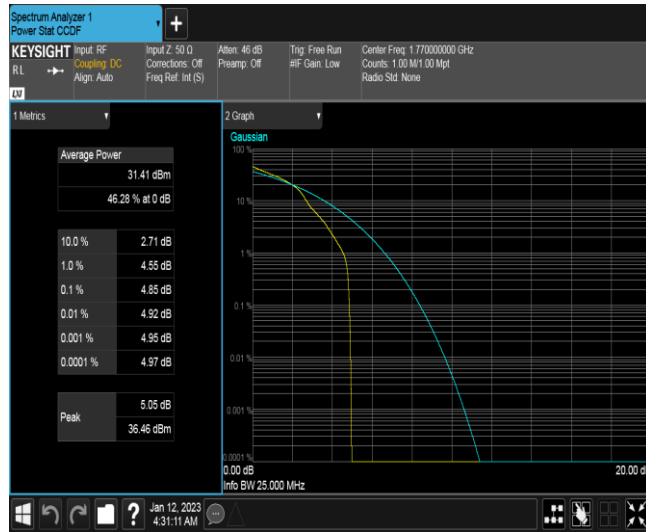 Spectrum Analyzer 1
Power Stat CCDF
+
KEYSIGHT
RL
LXI
Input: RF
Coupling: DC
Align: Auto
Input Z: 50 Ω
Corrections: Off
Freq Ref: Int (S)
Atten: 46 dB
Preamp: Off
Trig: Free Run
#IF Gain: Low
Center Freq: 1.770000000 GHz
Counts: 1.00 M/1.00 Mpt
Radio Std: None
1 Metrics
Average Power
31.41 dBm
46.28 % at 0 dB
10.0 % 2.71 dB
1.0 % 4.55 dB
0.1 % 4.85 dB
0.01 % 4.92 dB
0.001 % 4.95 dB
0.0001 % 4.97 dB
Peak
5.05 dB
36.46 dBm
2 Graph
Gaussian
100 %
10 %
1 %
0.1 %
0.01 %
0.001 %
0.0001 %
0.00 dB
20.00 dB
Info BW 25.000 MHz
?
Jan 12, 2023
4:31:11 AM